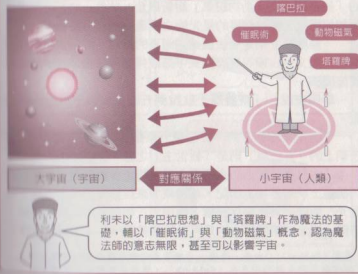 喀巴拉
催眠術
動物磁氣
塔羅牌
大宇宙（宇宙）
對應關係
小宇宙（人類）
利未以「喀巴拉思想」與「塔羅牌」作為魔法的基
礎，輔以「催眠術」與「動物磁氣」概念，認為魔
法師的意志無限，甚至可以影響宇宙。